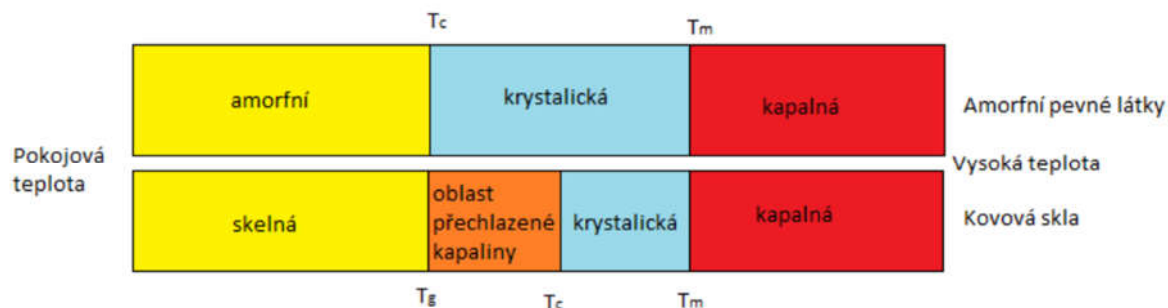 Tc
Tm
amorfní
krystalická
kapalná
Amorfní pevné látky
Pokojová
teplota
Vysoká teplota
skelná
oblast
přechlazené
kapaliny
krystalická
kapalná
Kovová skla
Tg
Tc
Tm